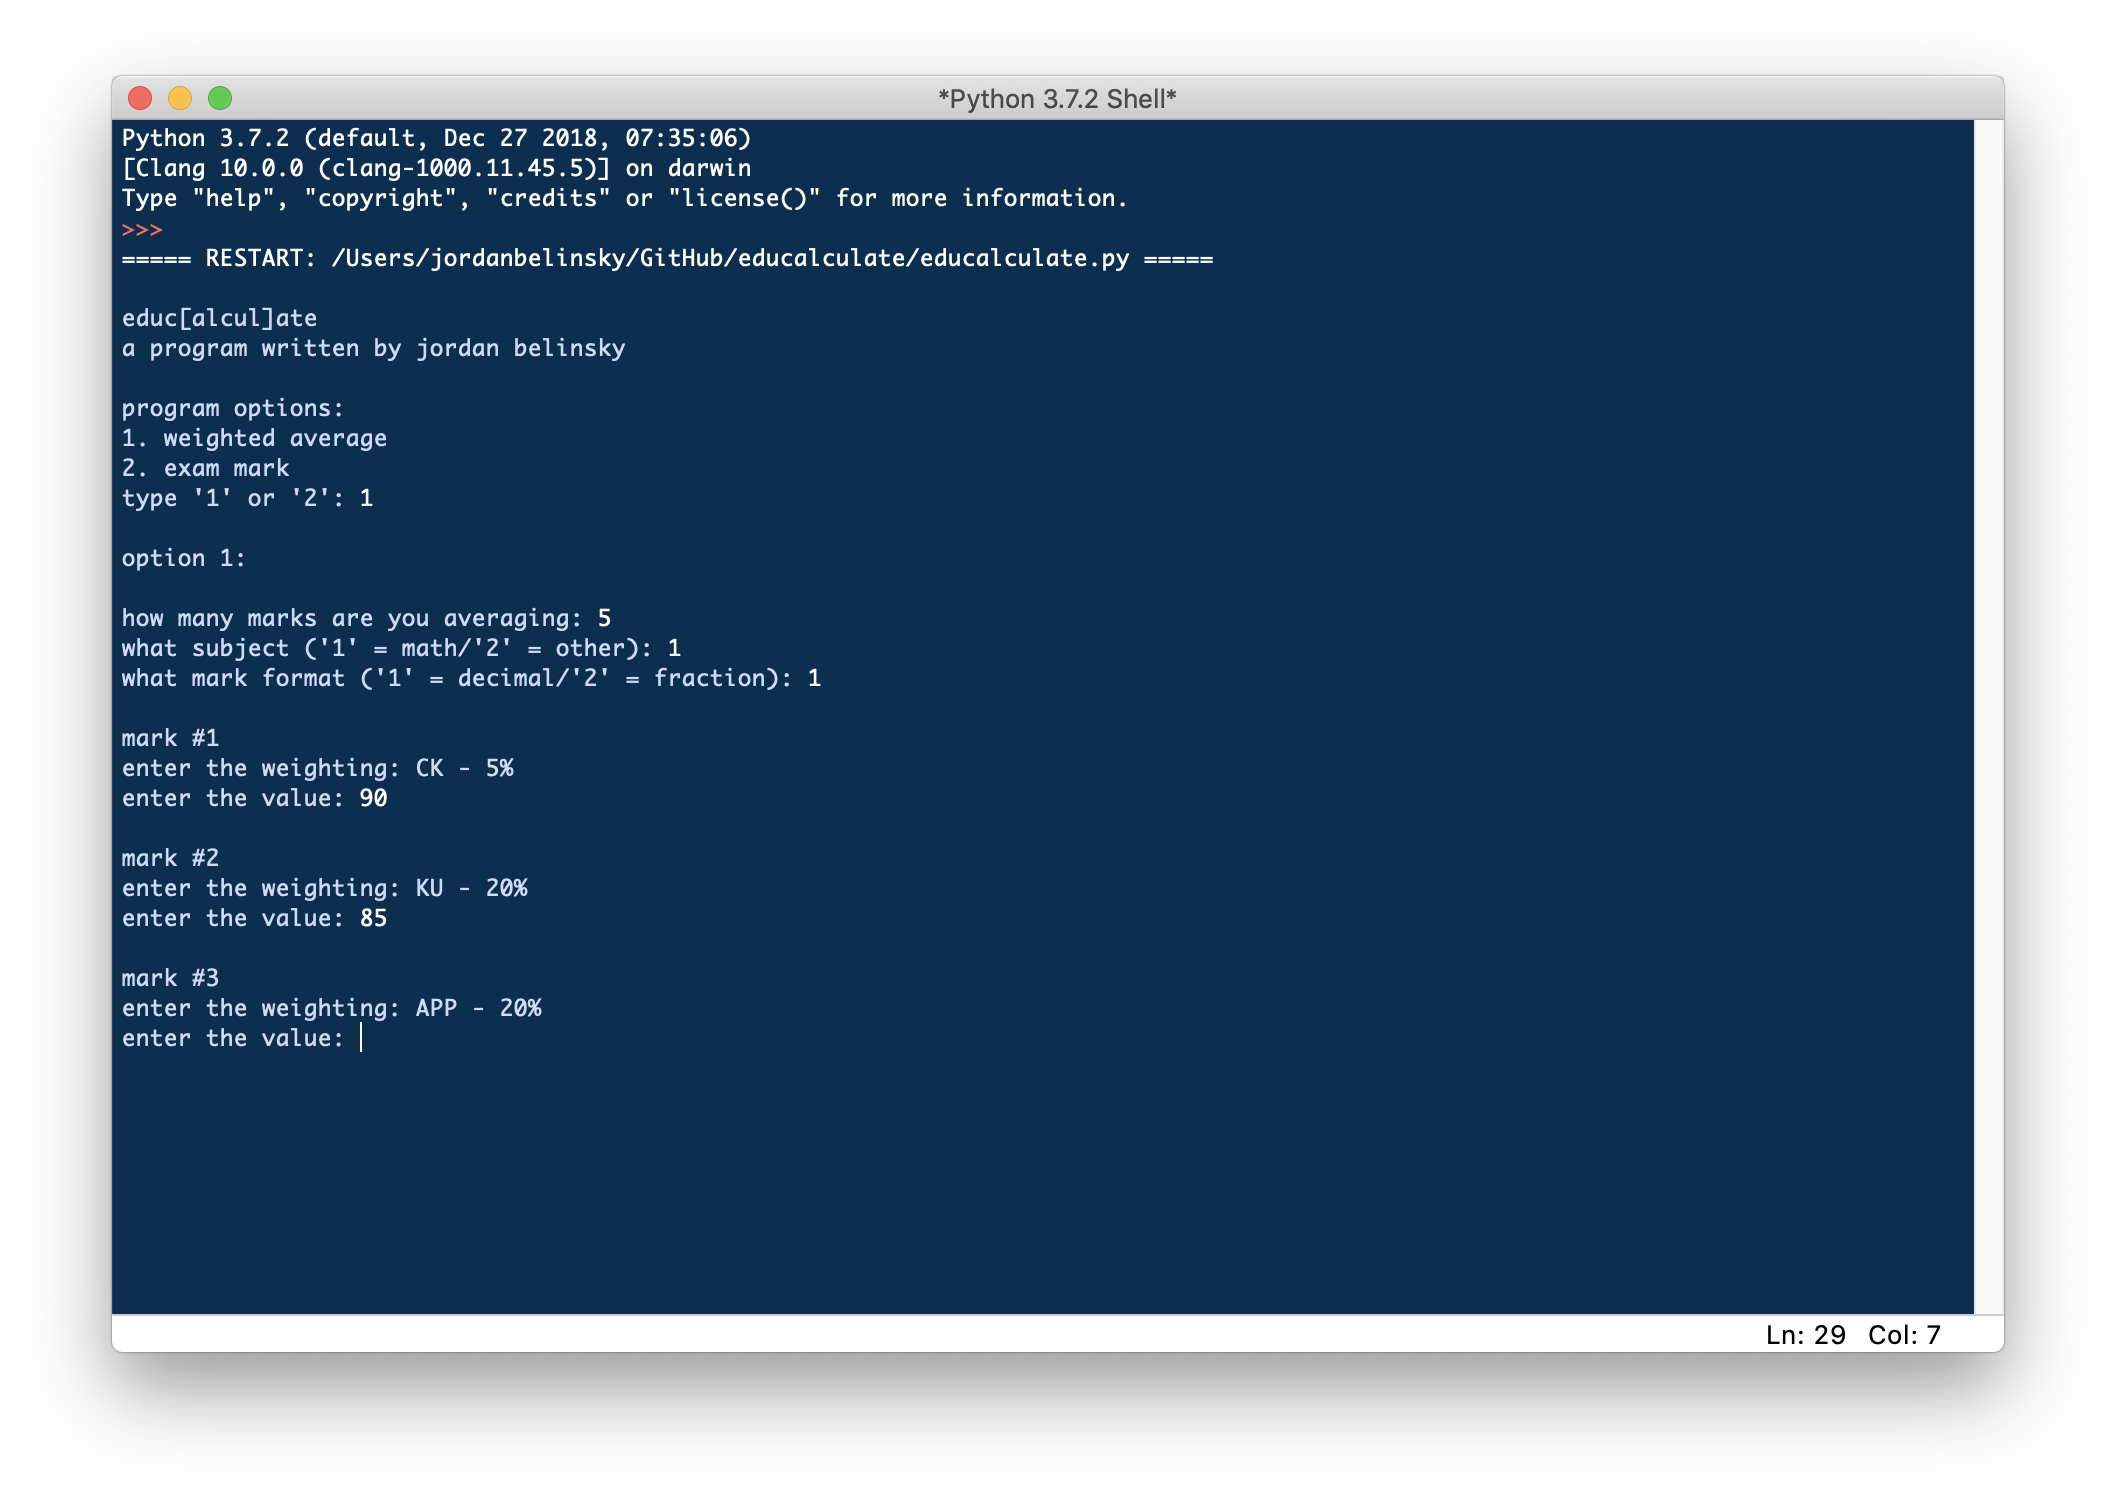 *Python 3.7.2 Shell*
Python 3.7.2 (default, Dec 27 2018, 07:35:06)
[Clang 10.0.0 (clang-1000.11.45.5)] on darwin
Type "help", "copyright", "credits" or "license()" for more information.
>>>
===== RESTART: /Users/jordanbelinsky/GitHub/educalculate/educalculate.py =====
educ[alcul]ate
a program written by jordan belinsky
program options:
1. weighted average
2. exam mark
type '1' or '2': 1
option 1:
how many marks are you averaging: 5
what subject ('1' = math/'2' = other): 1
what mark format ('1' = decimal/'2' = fraction): 1
mark #1
enter the weighting: CK - 5%
enter the value: 90
mark #2
enter the weighting: KU - 20%
enter the value: 85
mark #3
enter the weighting: APP - 20%
enter the value:
Ln: 29 Col: 7